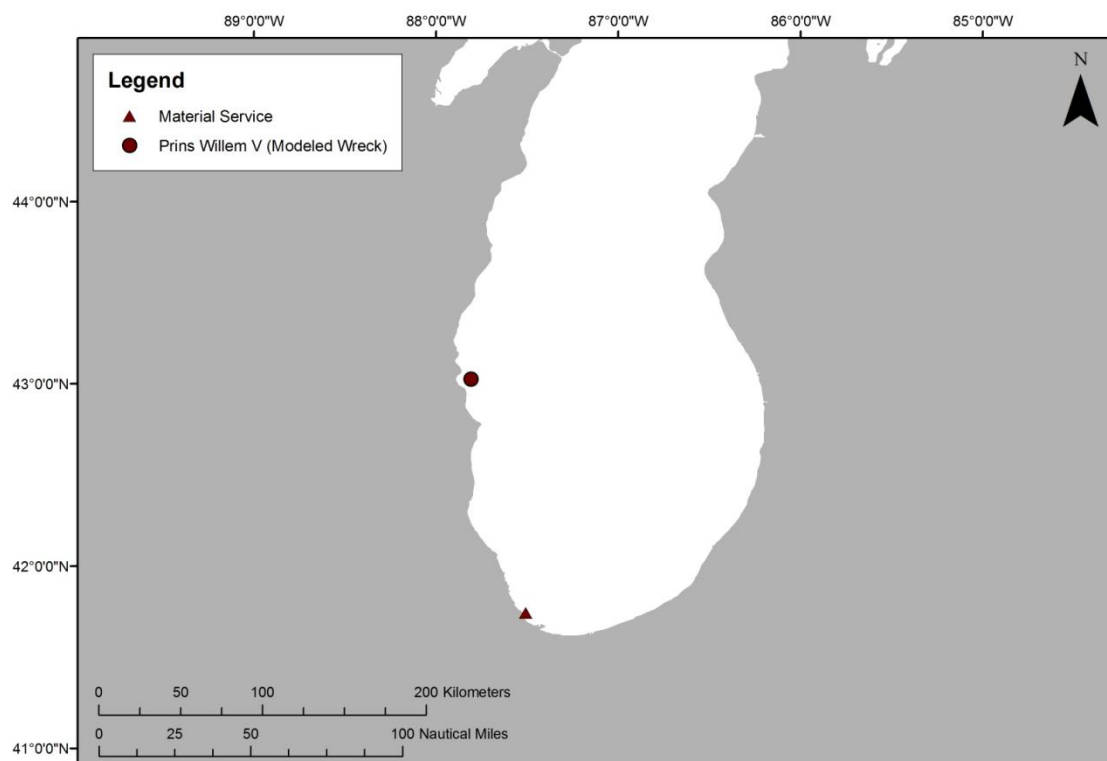 89°0'0"W 88°0'0"W 87°0'0"W 86°0'0"W 85°0'0"W
Legend
Material Service
Prins Willem V (Modeled Wreck)
N
44°0'0"N
43°0'0"N
42°0'0"N
0 50 100 200 Kilometers
0 25 50 100 Nautical Miles
41°0'0"N